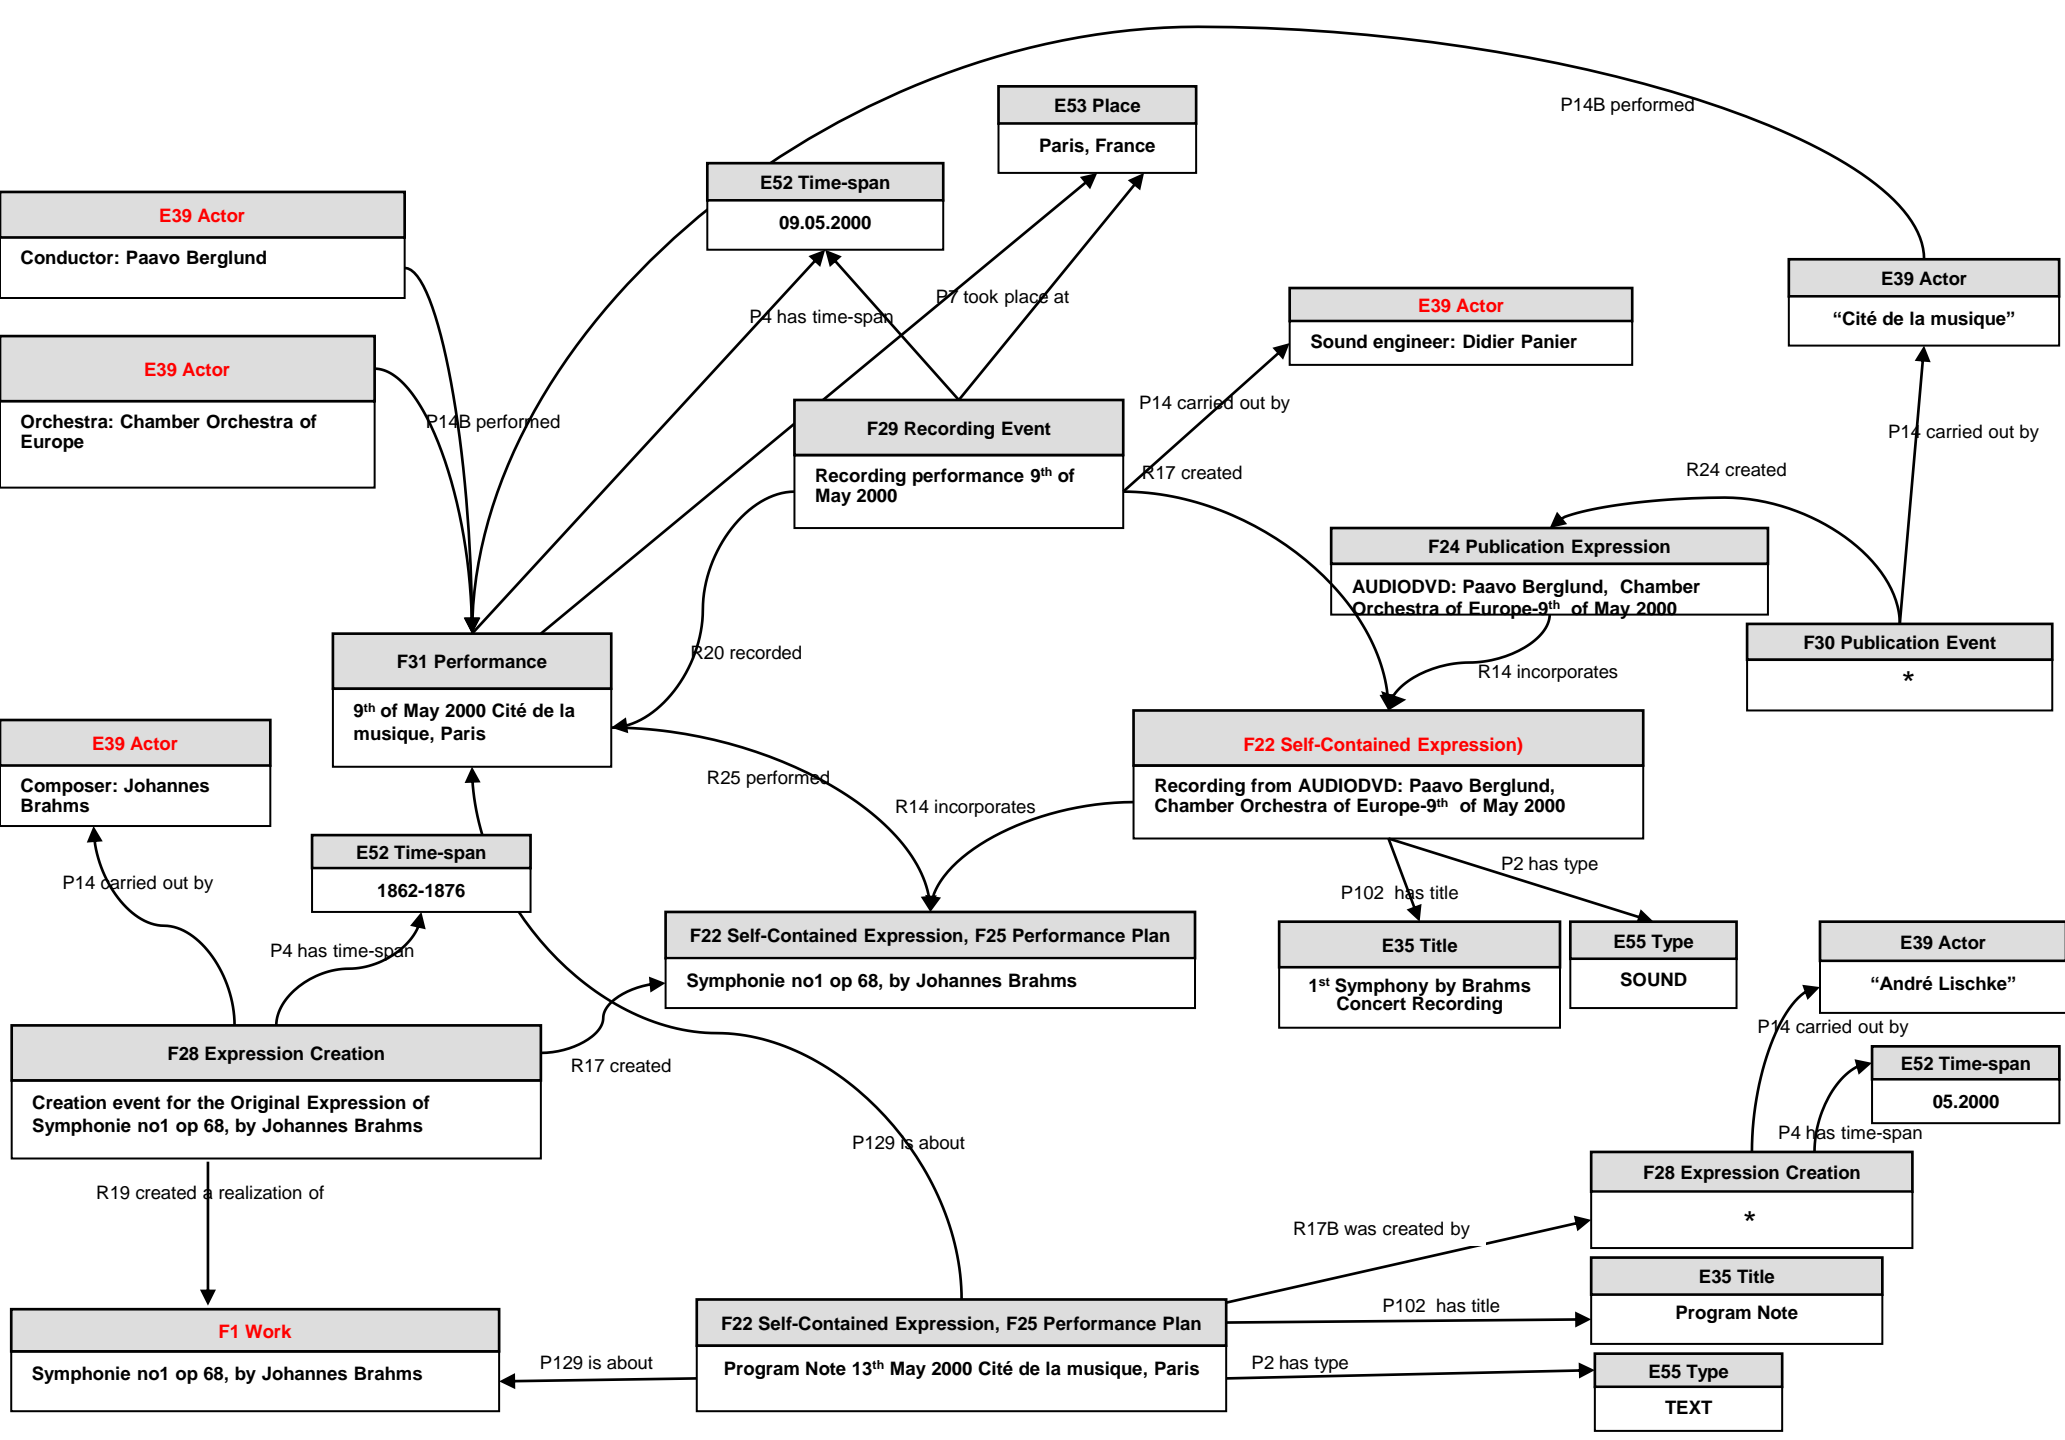 P14B performed
E53 Place
Paris, France
E52 Time-span
09.05.2000
E39 Actor
Conductor: Paavo Berglund
E39 Actor
"Cité de la musique"
E39 Actor
Sound engineer: Didier Panier
P7 took place at
P4 has time-span
E39 Actor
Orchestra: Chamber Orchestra of
Europe
P14B performed
P14 carried out by
P14 carried out by
F29 Recording Event
Recording performance 9th of
May 2000
R17 created
R24 created
F24 Publication Expression
AUDIODVD: Paavo Berglund, Chamber
Orchestra of Europe-9th of May 2000
F30 Publication Event
*
F31 Performance
9th of May 2000 Cité de la
musique, Paris
R20 recorded
R14 incorporates
E39 Actor
Composer: Johannes
Brahms
F22 Self-Contained Expression)
Recording from AUDIODVD: Paavo Berglund,
Chamber Orchestra of Europe-9th of May 2000
R25 performed
R14 incorporates
E52 Time-span
1862-1876
P14 carried out by
P2 has type
P102 has title
P4 has time-span
F22 Self-Contained Expression, F25 Performance Plan
Symphonie no1 op 68, by Johannes Brahms
E35 Title
1st Symphony by Brahms
Concert Recording
E55 Type
SOUND
E39 Actor
"André Lischke"
P14 carried out by
F28 Expression Creation
Creation event for the Original Expression of
Symphonie no1 op 68, by Johannes Brahms
R17 created
E52 Time-span
05.2000
P4 has time-span
P129 is about
F28 Expression Creation
*
R19 created a realization of
R17B was created by
E35 Title
Program Note
P102 has title
F1 Work
Symphonie no1 op 68, by Johannes Brahms
P129 is about
F22 Self-Contained Expression, F25 Performance Plan
Program Note 13th May 2000 Cité de la musique, Paris
P2 has type
E55 Type
TEXT